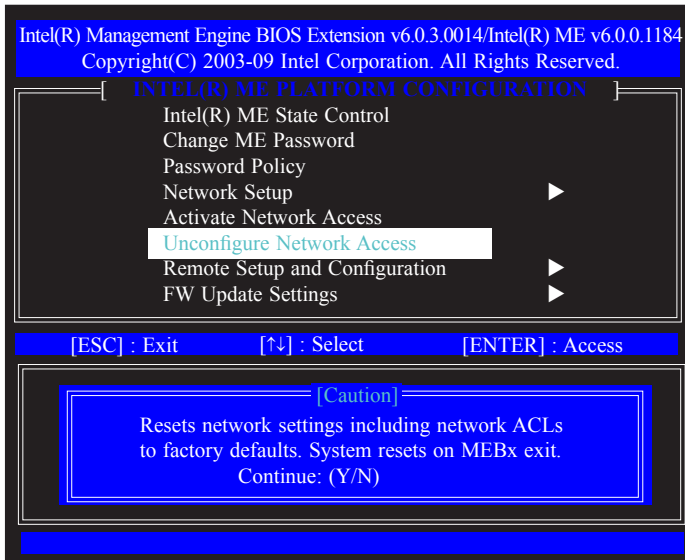 Intel(R) Management Engine BIOS Extension v6.0.3.0014/Intel(R) ME v6.0.0.1184
Copyright(C) 2003-09 Intel Corporation. All Rights Reserved.
[ INTEL(R) ME PLATFORM CONFIGURATION ]
Intel(R) ME State Control
Change ME Password
Password Policy
Network Setup ▶
Activate Network Access
Unconfigure Network Access
Remote Setup and Configuration ▶
FW Update Settings ▶
[ESC] : Exit [↑↓] : Select [ENTER] : Access
[Caution]
Resets network settings including network ACLs
to factory defaults. System resets on MEBx exit.
Continue: (Y/N)